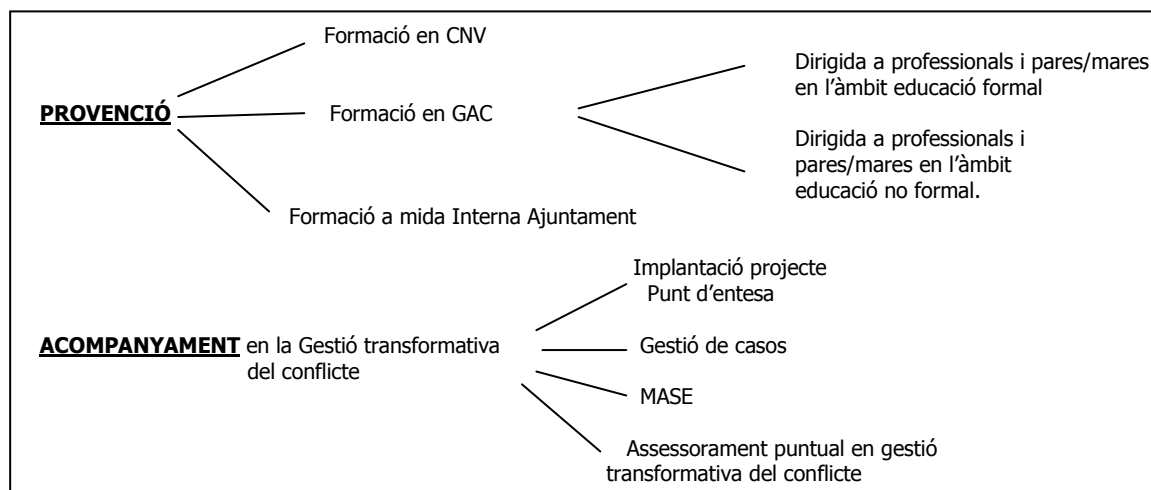 Formació en CNV
PROVENCIÓ
Formació en GAC
Dirigida a professionals i pares/mares
en l’àmbit educació formal
Dirigida a professionals i
pares/mares en l’àmbit
educació no formal.
Formació a mida Interna Ajuntament
ACOMPANYAMENT en la Gestió transformativa
del conflicte
Implantació projecte
Punt d’entesa
Gestió de casos
MASE
Assessorament puntual en gestió
transformativa del conflicte